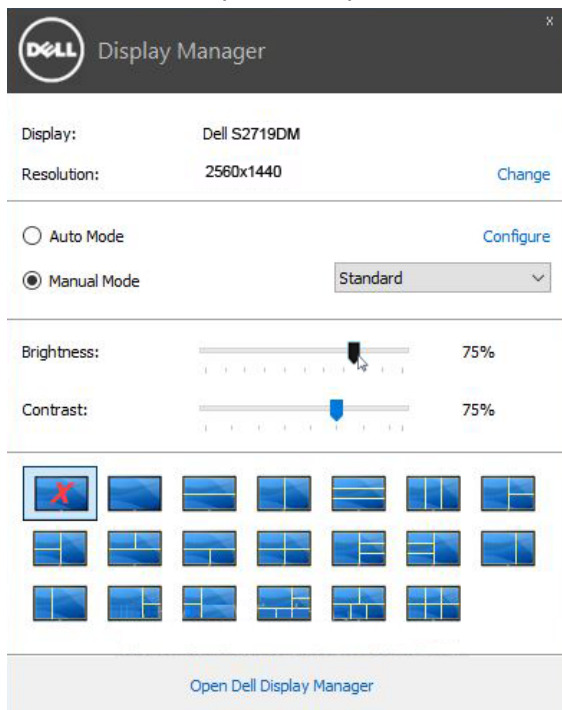 x
DELL Display Manager
Display: Dell S2719DM
Resolution: 2560x1440 Change
Auto Mode Configure
Manual Mode Standard
Brightness: 75%
Contrast: 75%
X
Open Dell Display Manager